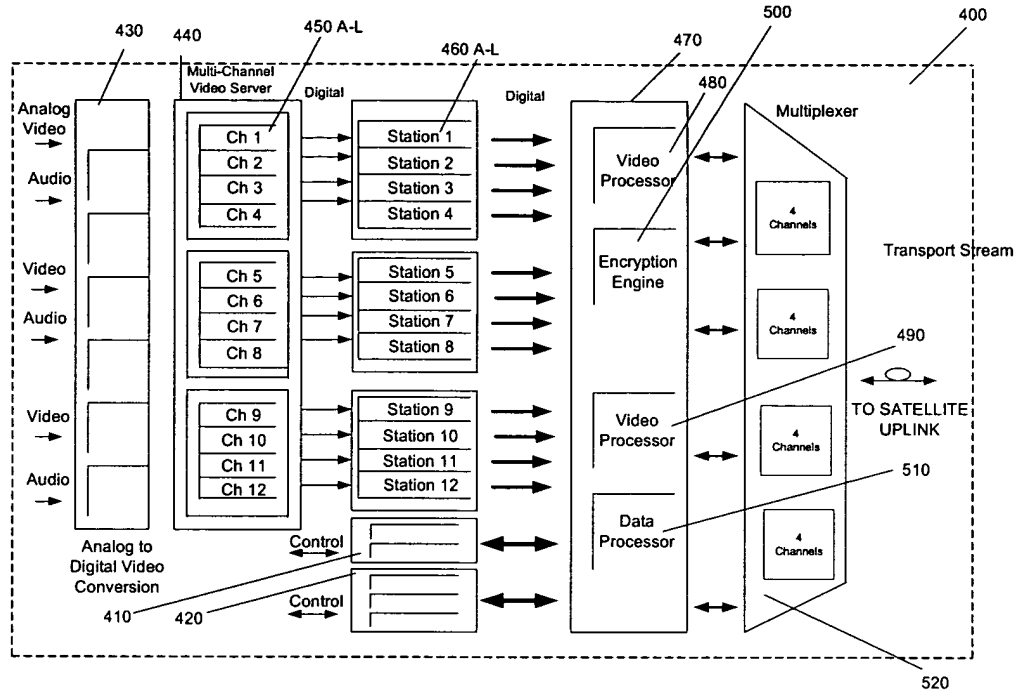 500
430
440
450 A-L
460 A-L
470
480
400
Multi-Channel
Video Server
Digital
Digital
Multiplexer
Analog
Video
Audio
Video
Audio
Video
Audio
Ch 1
Ch 2
Ch 3
Ch 4
Ch 5
Ch 6
Ch 7
Ch 8
Ch 9
Ch 10
Ch 11
Ch 12
Station 1
Station 2
Station 3
Station 4
Station 5
Station 6
Station 7
Station 8
Station 9
Station 10
Station 11
Station 12
Video
Processor
Encryption
Engine
Video
Processor
Data
Processor
4
Channels
4
Channels
4
Channels
4
Channels
Transport Stream
490
TO SATELLITE
UPLINK
510
Analog to
Digital Video
Conversion
Control
Control
410
420
520